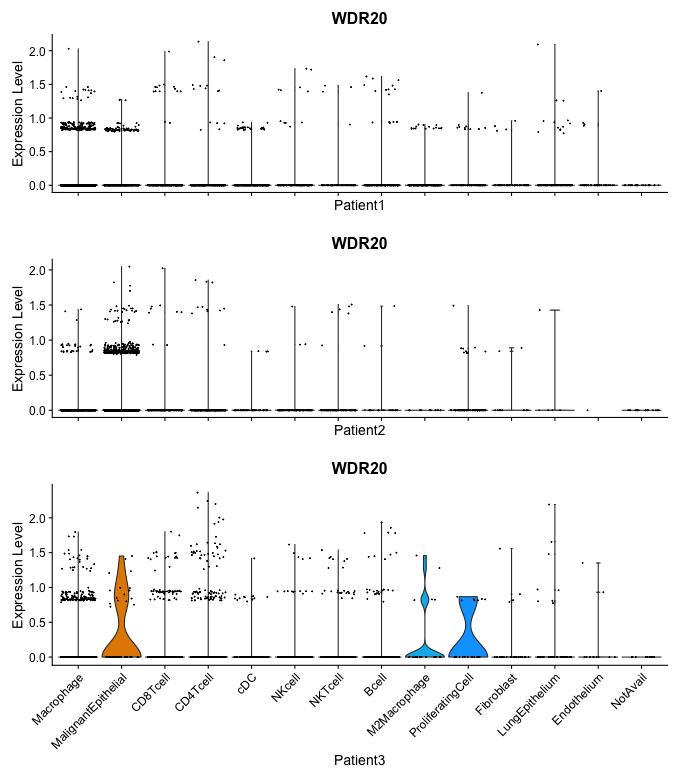 WDR20
Expression Level
2.0
1.5
1.0
0.5
0.0
Patient1
WDR20
Expression Level
2.0
1.5
1.0
0.5
0.0
Patient2
WDR20
Expression Level
2.0
1.5
1.0
0.5
0.0
Macrophage
MalignantEpithelial
CD8Tcell
CD4Tcell
cDC
NKcell
NKTcell
Bcell
M2Macrophage
ProliferatingCell
Fibroblast
LungEpithelium
Endothelium
NotAvail
Patient3